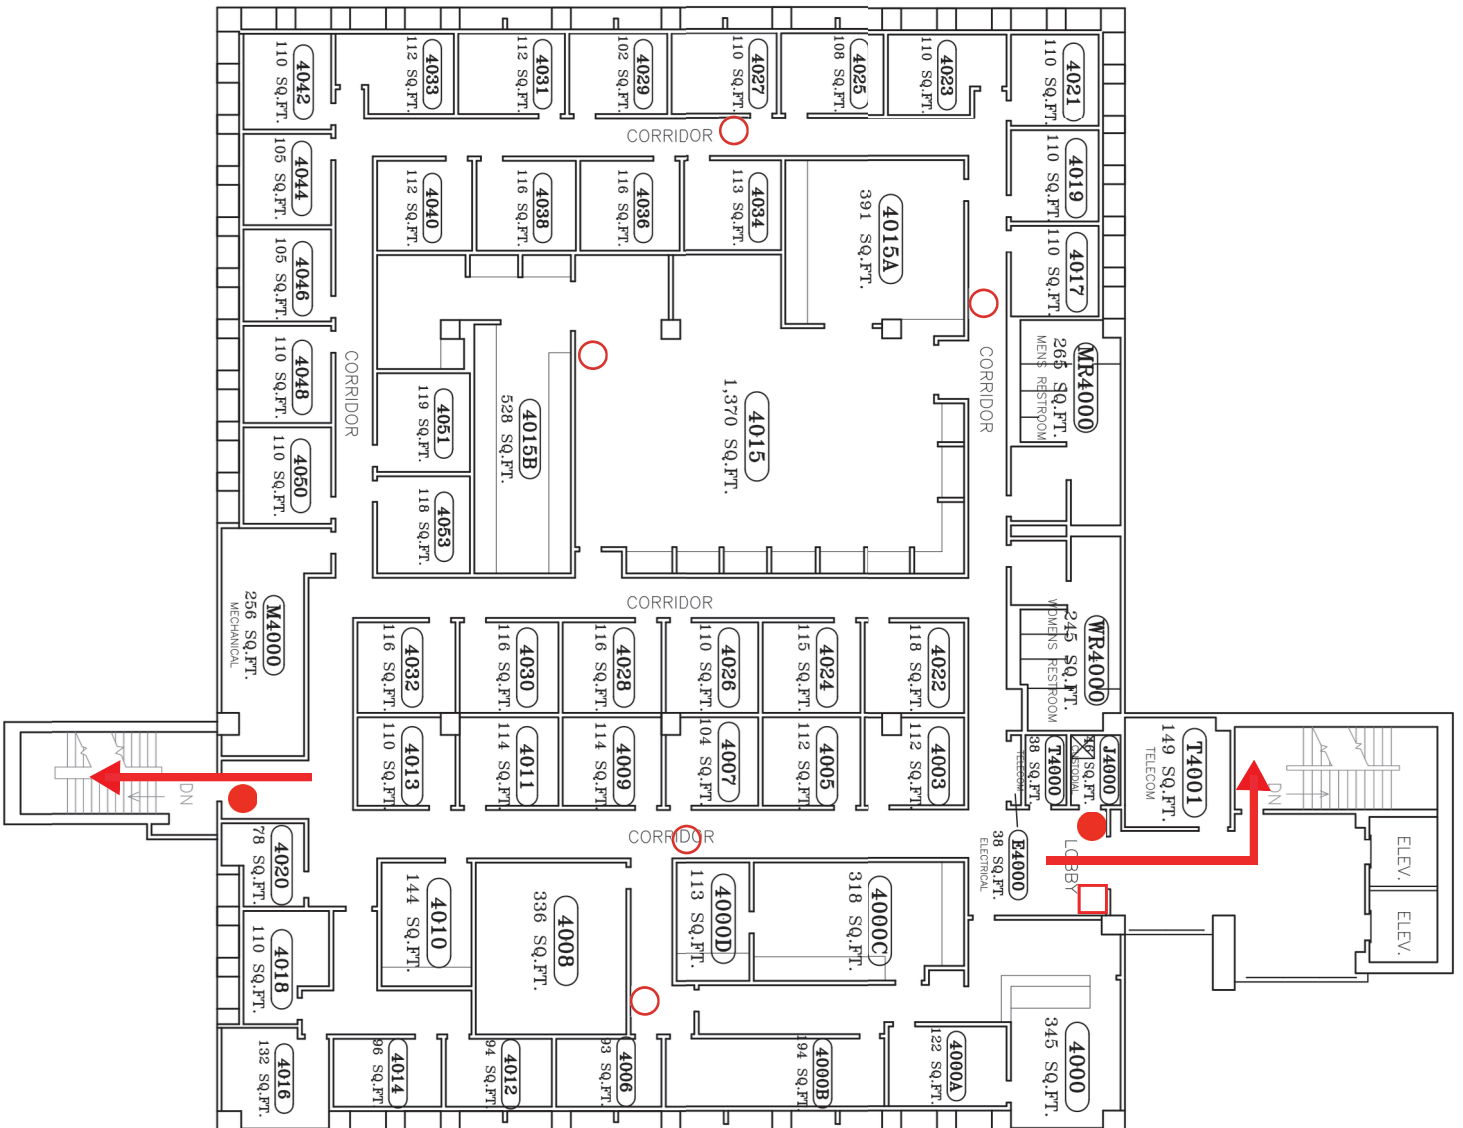 4042
110 SQ.FT.
4033
112 SQ.FT.
4031
112 SQ.FT.
4029
102 SQ.FT.
4027
110 SQ.FT.
4025
108 SQ.FT.
4023
110 SQ.FT.
4021
110 SQ.FT.
CORRIDOR
4044
105 SQ.FT.
4040
112 SQ.FT.
4038
116 SQ.FT.
4036
116 SQ.FT.
4034
113 SQ.FT.
4015A
391 SQ.FT.
4019
110 SQ.FT.
4046
105 SQ.FT.
4017
110 SQ.FT.
4048
110 SQ.FT.
CORRIDOR
4051
119 SQ.FT.
4015B
528 SQ.FT.
4015
1,370 SQ.FT.
CORRIDOR
MR4000
265 SQ.FT.
MENS RESTROOM
4050
110 SQ.FT.
4053
118 SQ.FT.
M4000
256 SQ.FT.
MECHANICAL
CORRIDOR
WR4000
245 SQ.FT.
WOMENS RESTROOM
4032
116 SQ.FT.
4030
116 SQ.FT.
4028
116 SQ.FT.
4026
110 SQ.FT.
4024
115 SQ.FT.
4022
118 SQ.FT.
4013
110 SQ.FT.
4011
114 SQ.FT.
4009
114 SQ.FT.
4007
104 SQ.FT.
4005
112 SQ.FT.
4003
112 SQ.FT.
T4000
38 SQ.FT.
TELECOM
J4000
46 SQ.FT.
CUSTODIAL
T4001
149 SQ.FT.
TELECOM
DN
DN
4020
78 SQ.FT.
CORRIDOR
E4000
38 SQ.FT.
ELECTRICAL
LOBBY
ELEV.
ELEV.
4018
110 SQ.FT.
4010
144 SQ.FT.
4008
336 SQ.FT.
4000D
113 SQ.FT.
4000C
318 SQ.FT.
4016
132 SQ.FT.
4014
96 SQ.FT.
4012
94 SQ.FT.
4006
93 SQ.FT.
4000B
194 SQ.FT.
4000A
122 SQ.FT.
4000
345 SQ.FT.